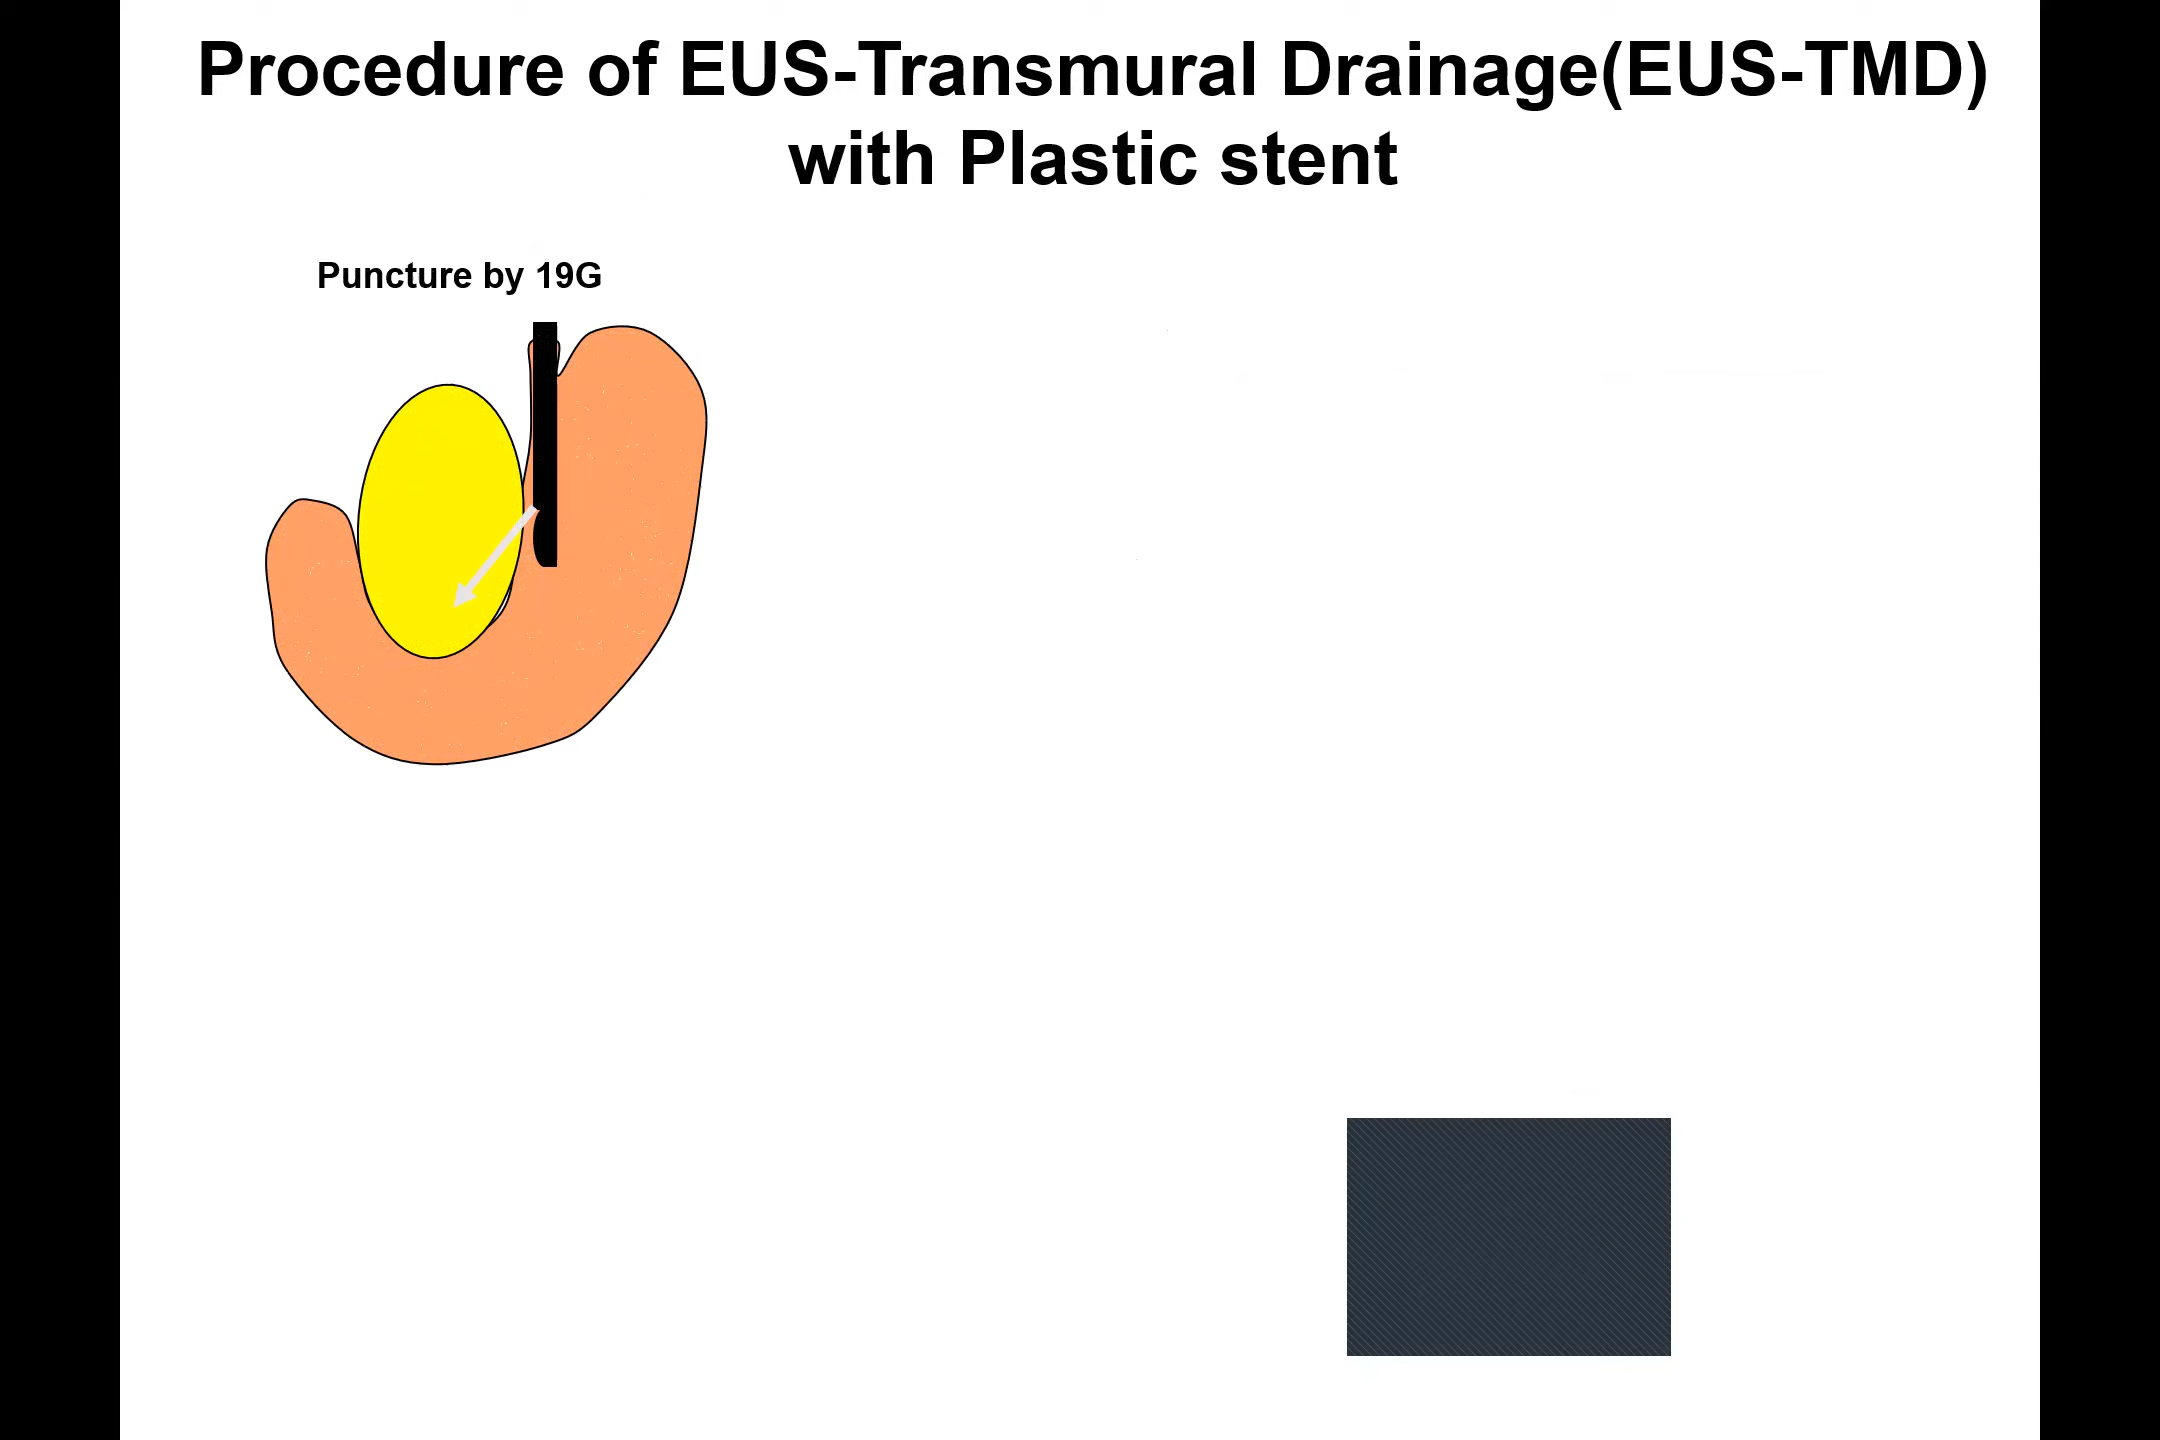 Procedure of EUS-Transmural Drainage(EUS-TMD)
with Plastic stent
Puncture by 19G